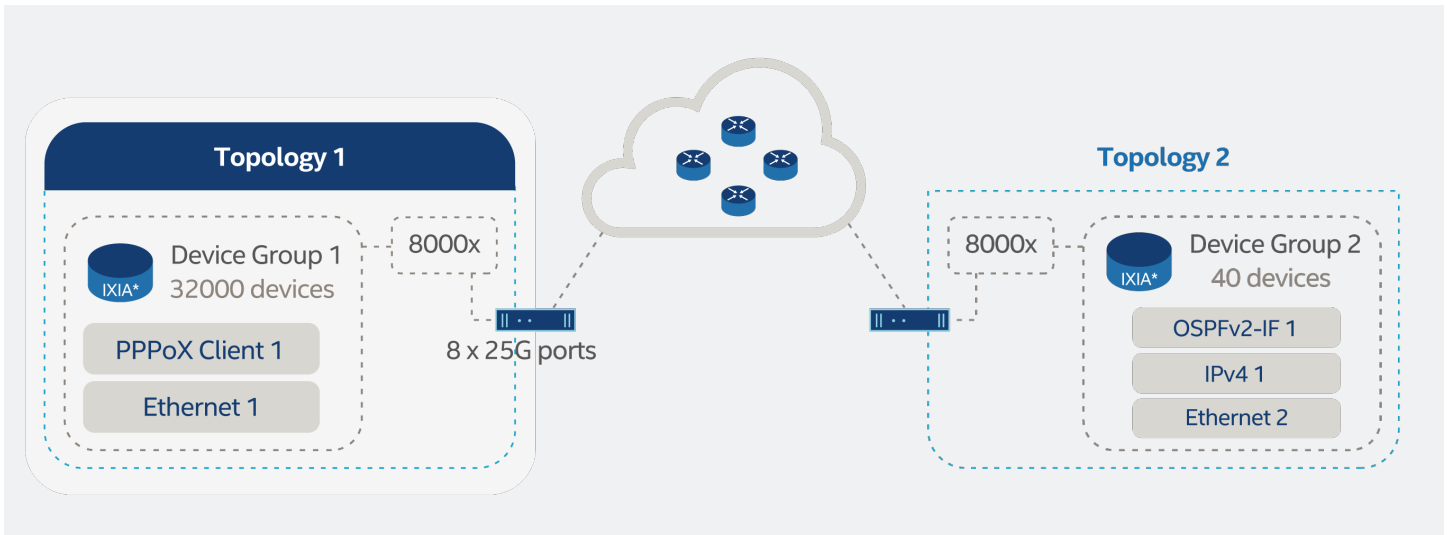 Topology 1
Device Group 1
32000 devices
IXIA*
PPPoX Client 1
Ethernet 1
8000x
8 x 25G ports
Topology 2
8000x
Device Group 2
40 devices
IXIA*
OSPFv2-IF 1
IPv4 1
Ethernet 2